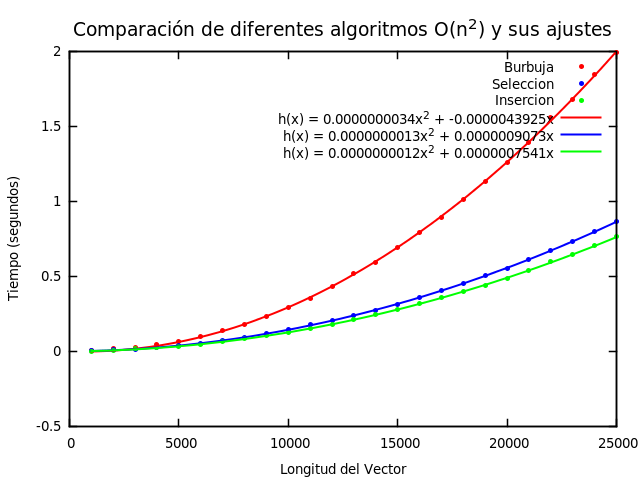 Comparación de diferentes algoritmos O(n²) y sus ajustes
Burbuja
Seleccion
Insercion
h(x) = 0.0000000034x² + -0.0000043925x
h(x) = 0.0000000013x² + 0.0000009073x
h(x) = 0.0000000012x² + 0.0000007541x
2
1.5
1
0.5
0
-0.5
Tiempo (segundos)
0 5000 10000 15000 20000 25000
Longitud del Vector